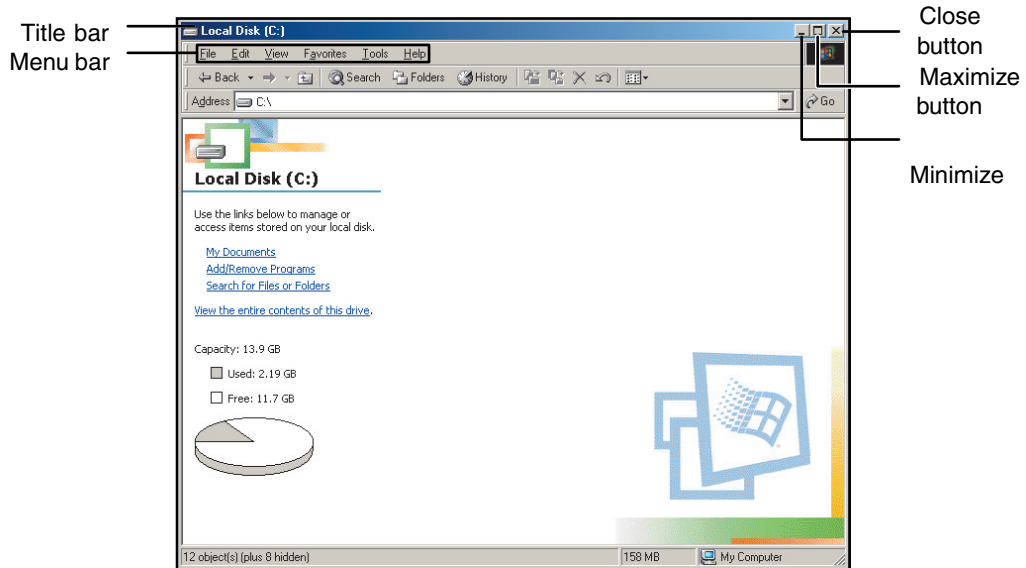 Title bar
Menu bar
Close
button
Maximize
button
Minimize
Local Disk (C:)
File Edit View Favorites Tools Help
Back Search Folders History
Address C:\ Go
Local Disk (C:)
Use the links below to manage or
access items stored on your local disk.
My Documents
Add/Remove Programs
Search for Files or Folders
View the entire contents of this drive.
Capacity: 13.9 GB
Used: 2.19 GB
Free: 11.7 GB
12 object(s) (plus 8 hidden) 158 MB My Computer